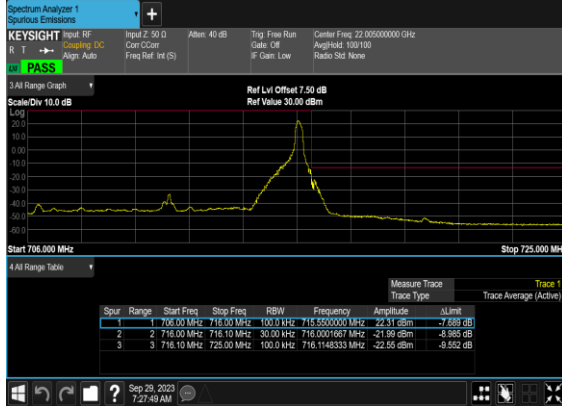 Spectrum Analyzer 1
Spurious Emissions
+
KEYSIGHT Input: RF Input Z: 50 Ω Atten: 40 dB Trig: Free Run Center Freq: 22.005000000 GHz
R T Coupling: DC Corr CCorr Gate: Off Avg|Hold: 100/100
Align: Auto Freq Ref: Int (S) IF Gain: Low Radio Std: None
PASS
3 All Range Graph Ref Lvl Offset 7.50 dB
Scale/Div 10.0 dB Ref Value 30.00 dBm
Log
20.0
10.0
0.00
-10.0
-20.0
-30.0
-40.0
-50.0
-60.0
Start 706.000 MHz Stop 725.000 MH
4 All Range Table
Measure Trace Trace 1
Trace Type Trace Average (Active)
Spur Range Start Freq Stop Freq RBW Frequency Amplitude ΔLimit
1 1 706.00 MHz 716.00 MHz 100.0 kHz 715.5500000 MHz 22.31 dBm -7.689 dB
2 2 716.00 MHz 716.10 MHz 30.00 kHz 716.0001667 MHz -21.99 dBm -8.985 dB
3 3 716.10 MHz 725.00 MHz 100.0 kHz 716.1148333 MHz -22.55 dBm -9.552 dB
? Sep 29, 2023
7:27:49 AM